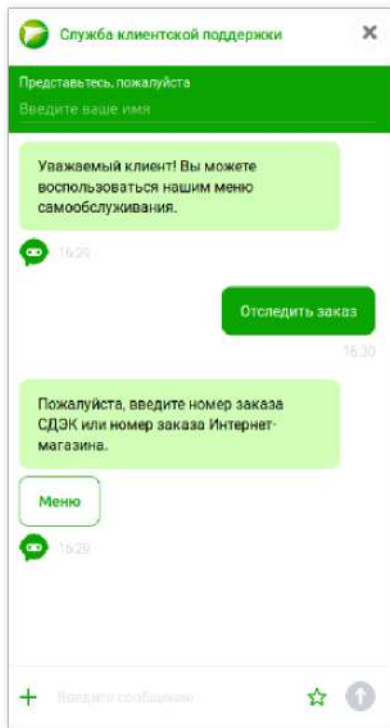 Служба клиентской поддержки
Представьтесь, пожалуйста
Введите ваше имя
Уважаемый клиент! Вы можете
воспользоваться нашим меню
самообслуживания.
16:29
Отследить заказ
16:30
Пожалуйста, введите номер заказа
СДЭК или номер заказа Интернет-
магазина.
Меню
16:29
Введите сообщение